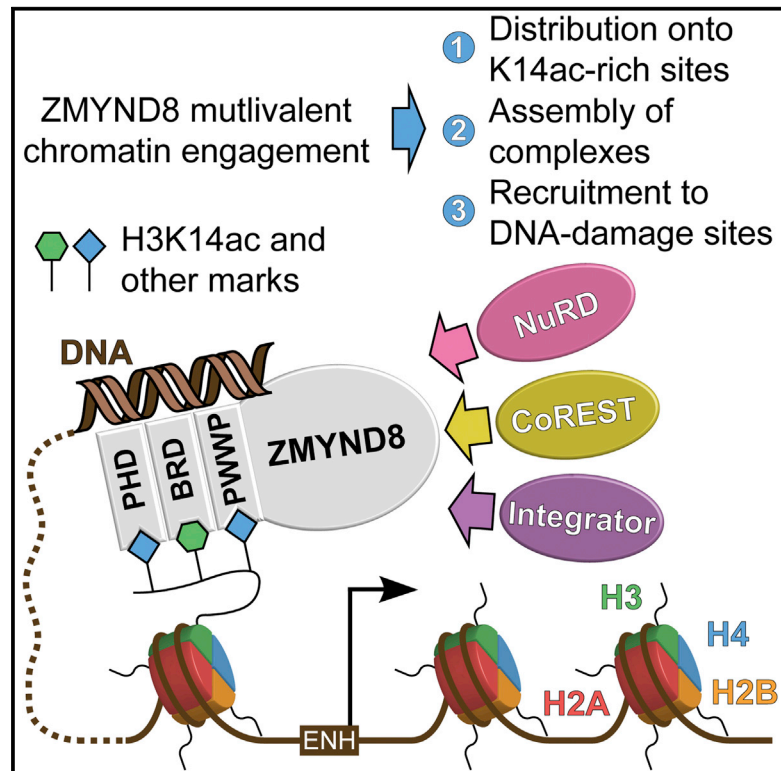 ZMYND8 mutlivalent
chromatin engagement
1 Distribution onto
K14ac-rich sites
2 Assembly of
complexes
3 Recruitment to
DNA-damage sites
H3K14ac and
other marks
DNA
PHD
BRD
PWWP
ZMYND8
NuRD
CoREST
Integrator
H3
H4
H2A
H2B
ENH